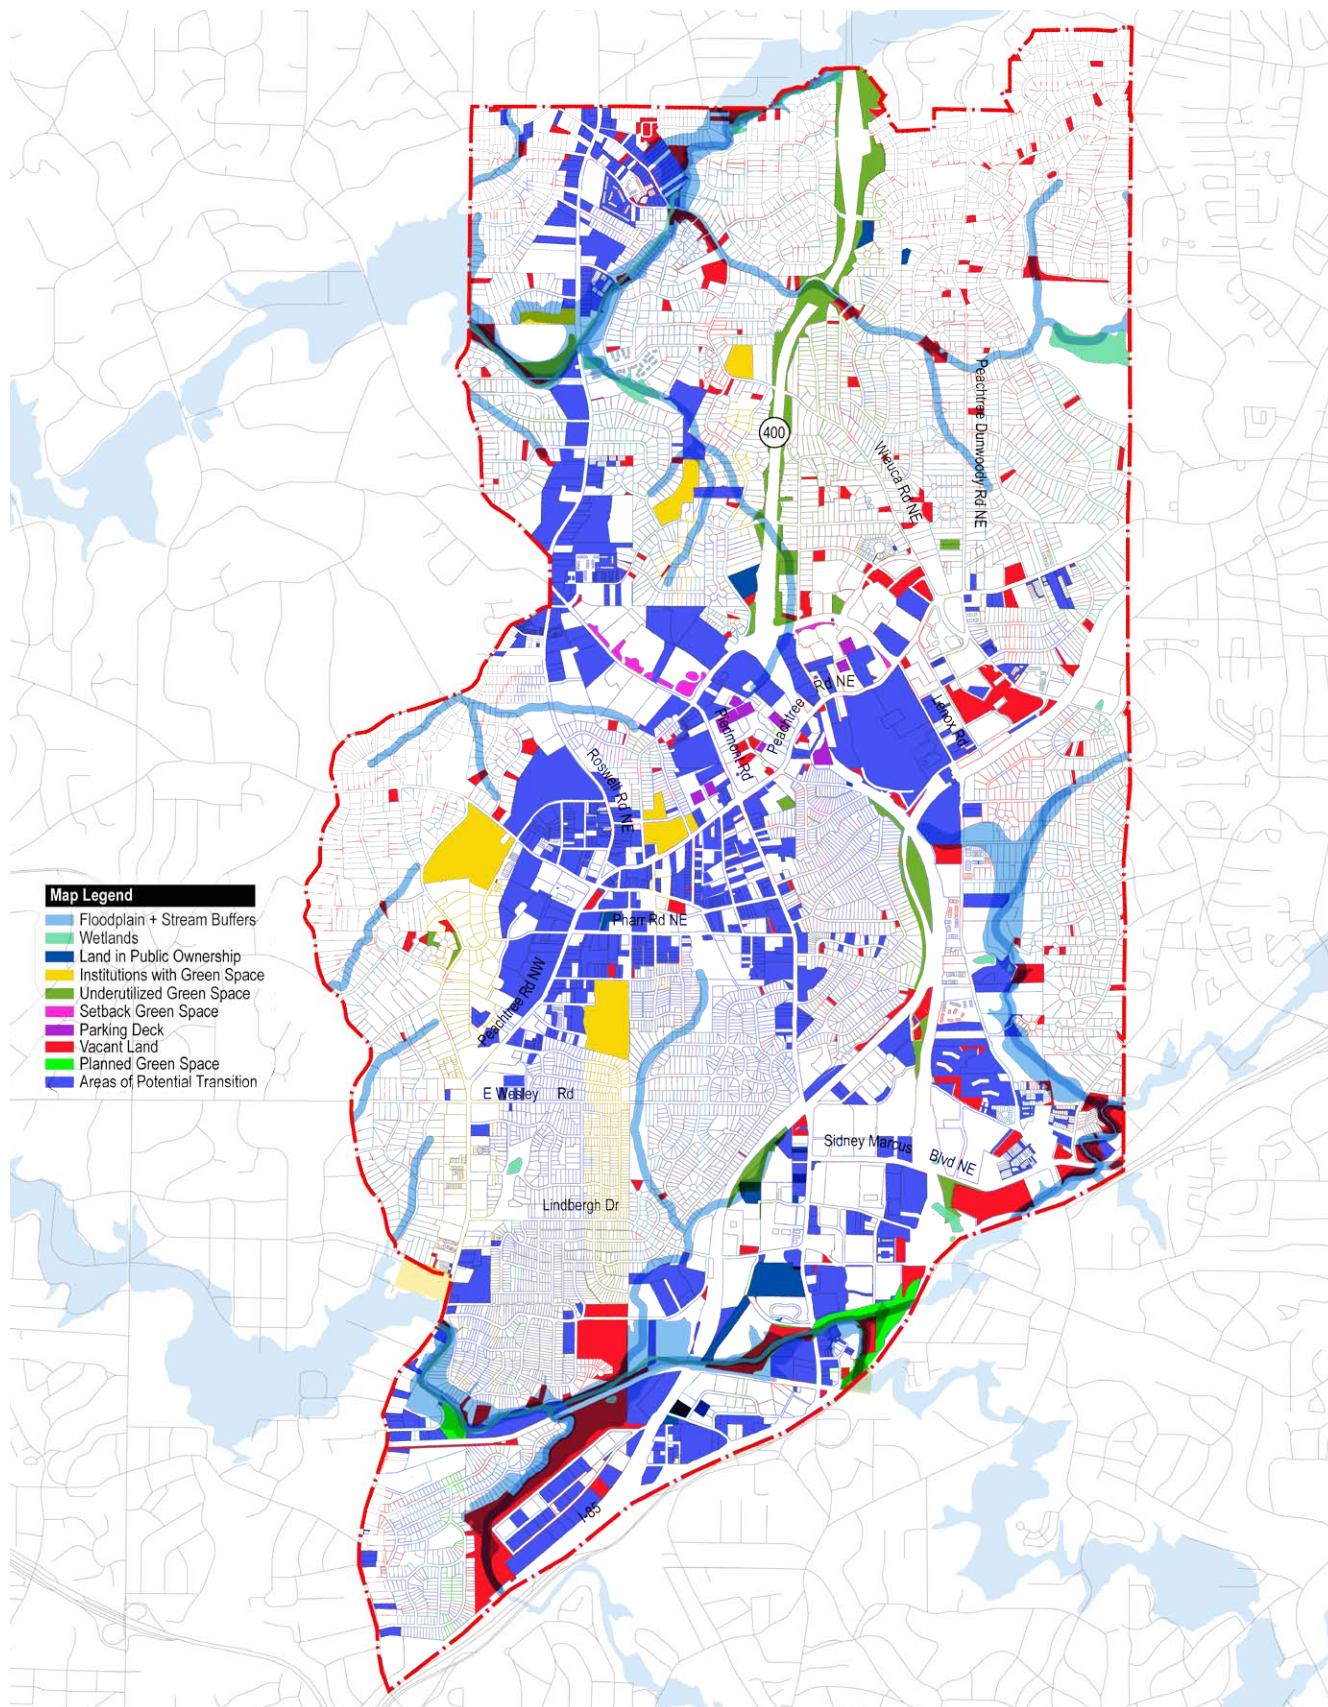 400
Peachtree Dunwoody Rd NE
Wieuca Rd NE
Rd NE
Peachtree
Lenox Rd
Piedmont Rd
Roswell Rd NE
Map Legend
Floodplain + Stream Buffers
Wetlands
Land in Public Ownership
Institutions with Green Space
Underutilized Green Space
Setback Green Space
Parking Deck
Vacant Land
Planned Green Space
Areas of Potential Transition
Pharr Rd NE
Peachtree Rd NW
E Wesley Rd
Sidney Marcus Blvd NE
Lindbergh Dr
I-85